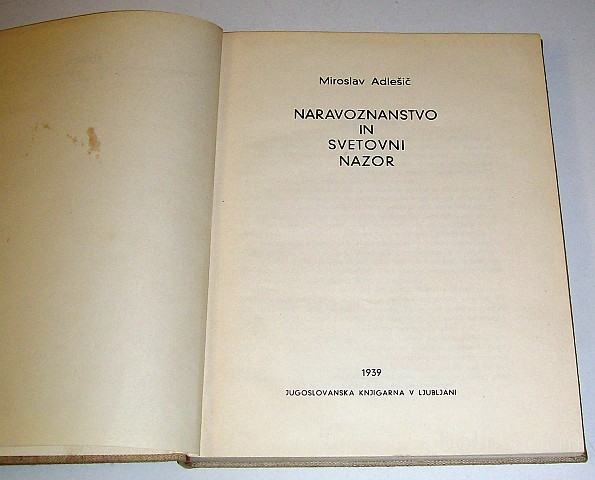 Miroslav Adlešič
NARAVOZNANSTVO
IN
SVETOVNI
NAZOR
1939
JUGOSLOVANSKA KNJIGARNA V LJUBLJANI